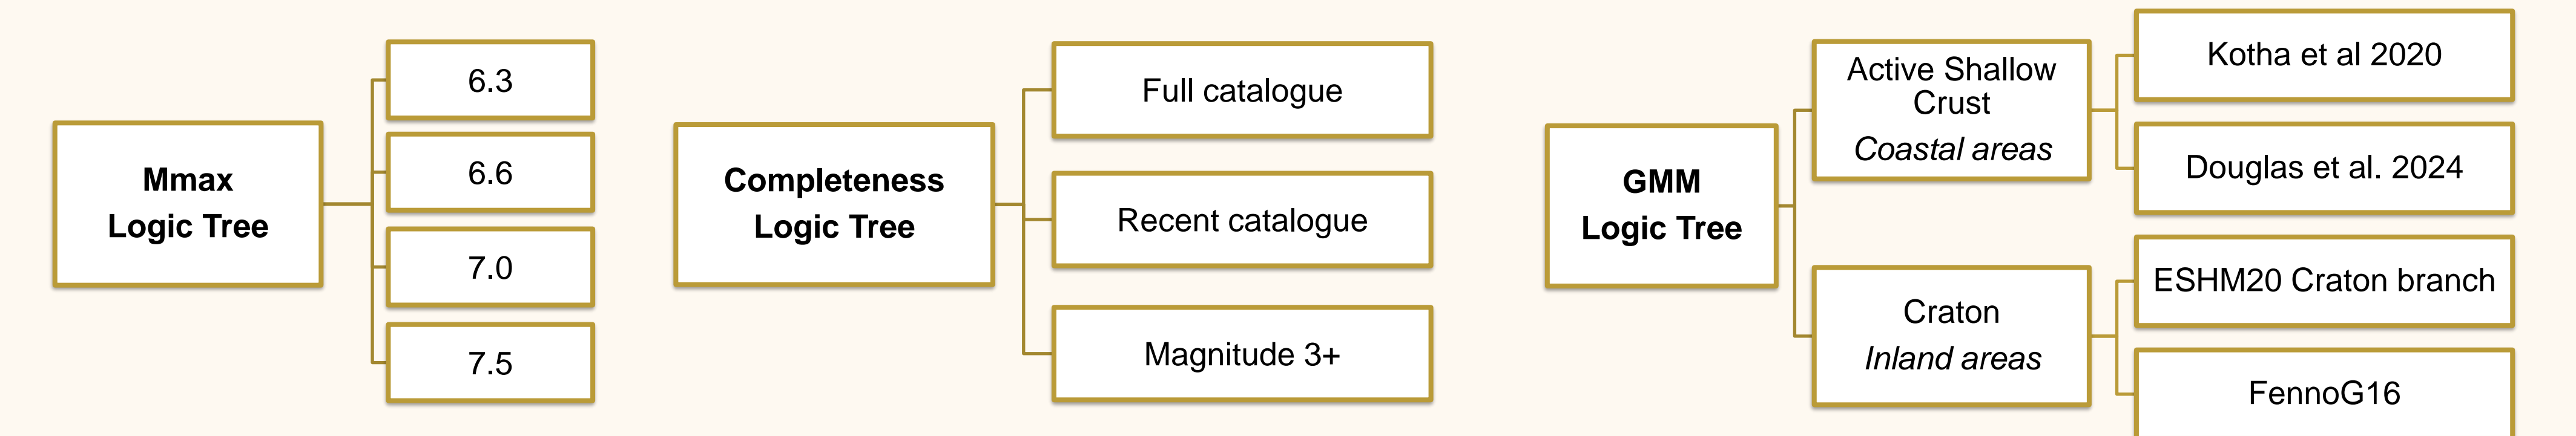 Mmax
Logic Tree
6.3
6.6
7.0
7.5
Completeness
Logic Tree
Full catalogue
Recent catalogue
Magnitude 3+
GMM
Logic Tree
Active Shallow
Crust
Coastal areas
Kotha et al 2020
Douglas et al. 2024
Craton
Inland areas
ESHM20 Craton branch
FennoG16